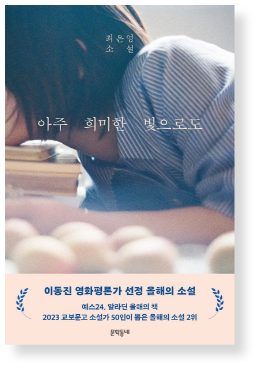 최은영
소설
아주 희미한 빛으로도
이동진 영화평론가 선정 올해의 소설
예스24, 알라딘 올해의 책
2023 교보문고 소설가 50인이 뽑은 올해의 소설 2위
문학동네